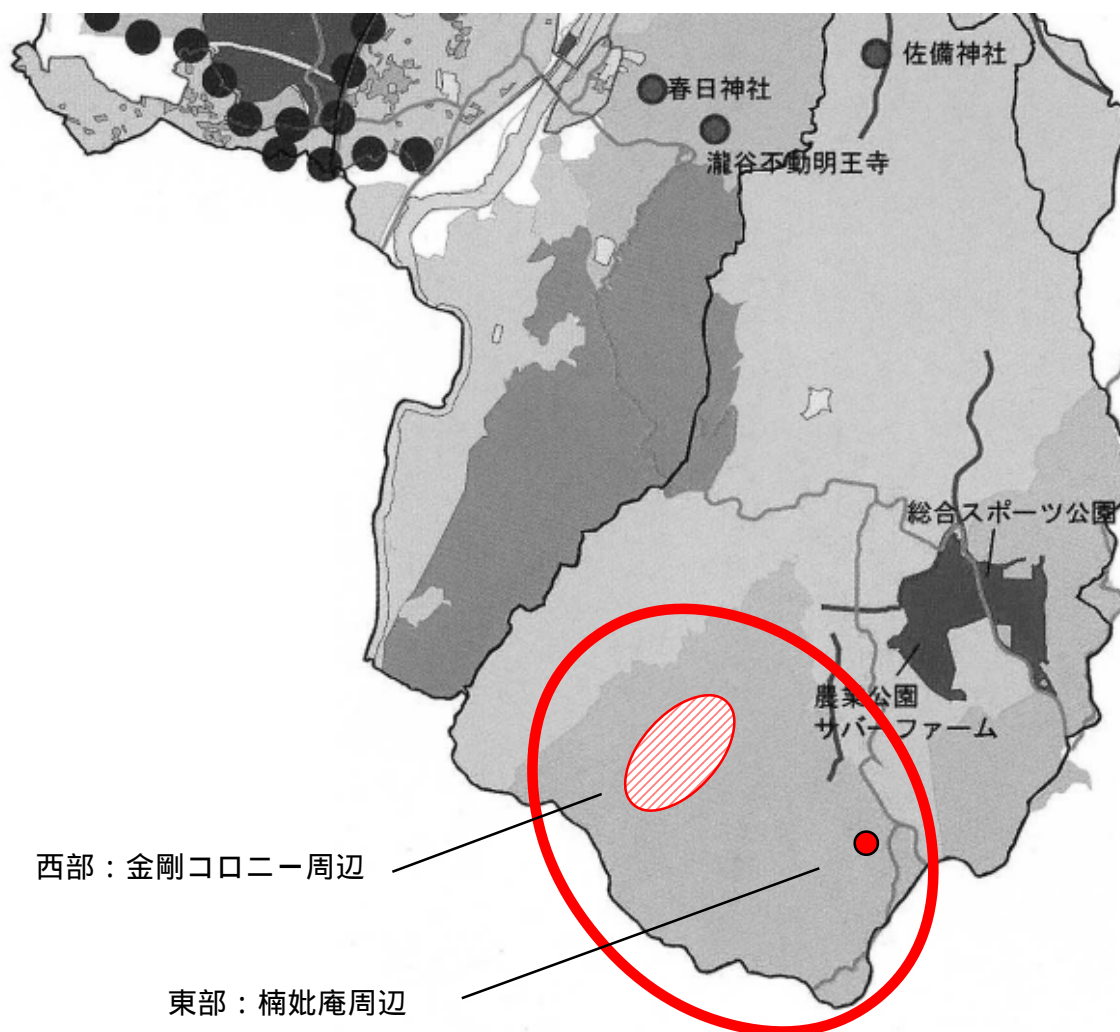 佐備神社
春日神社
瀧谷不動明王寺
総合スポーツ公園
農業公園
サバーファーム
西部：金剛コロニー周辺
東部：楠妣庵周辺